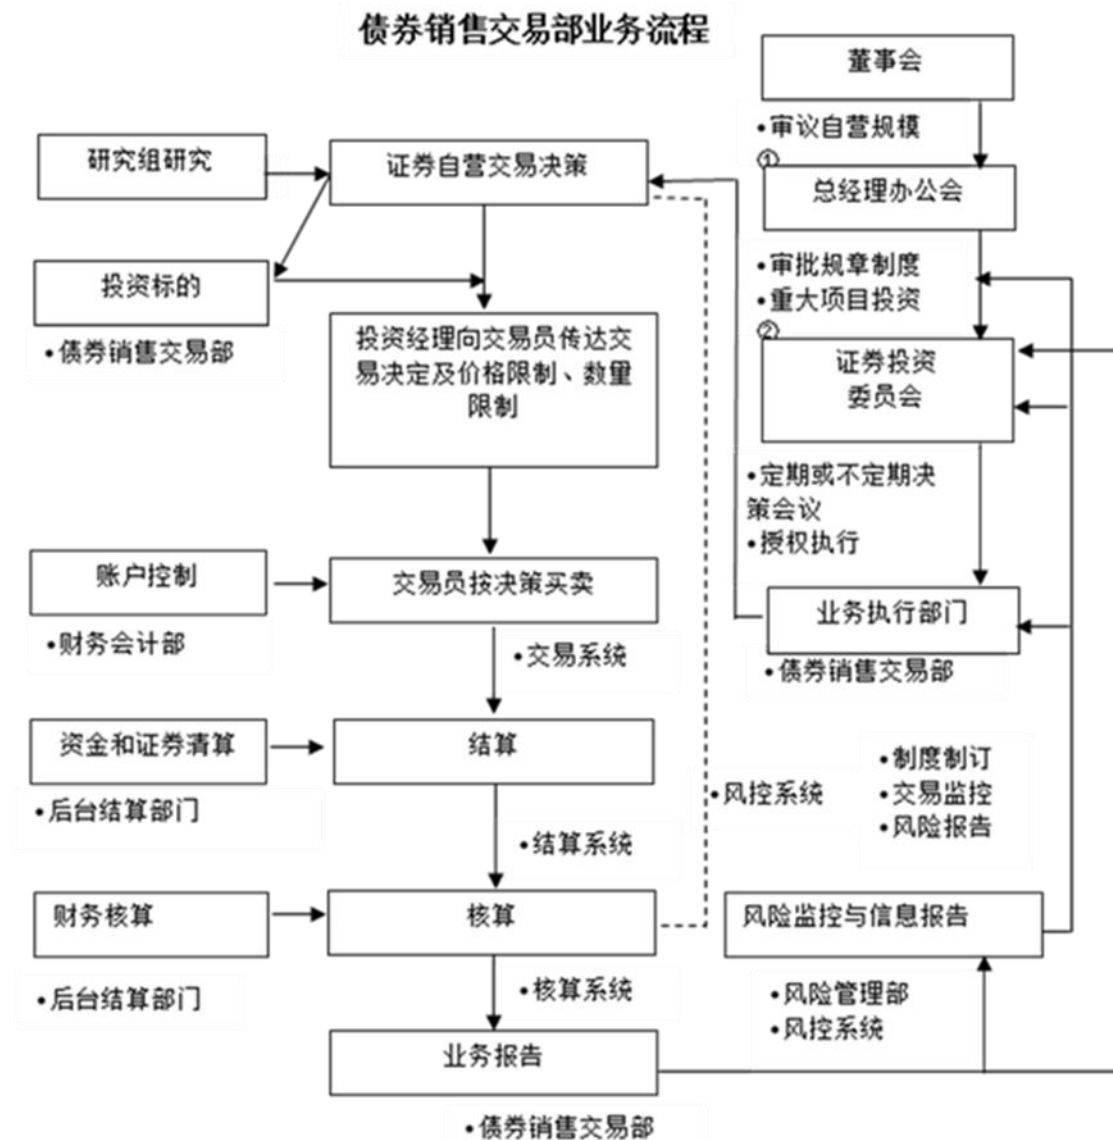 债券销售交易部业务流程
董事会
•审议自营规模
①
总经理办公会
•审批规章制度
•重大项目投资
②
证券投资
委员会
•定期或不定期决
策会议
•授权执行
业务执行部门
•债券销售交易部
研究组研究
证券自营交易决策
投资标的
•债券销售交易部
投资经理向交易员传达交
易决定及价格限制、数量
限制
账户控制
•财务会计部
交易员按决策买卖
•交易系统
资金和证券清算
•后台结算部门
结算
•结算系统
财务核算
•后台结算部门
核算
•核算系统
业务报告
•债券销售交易部
•风控系统
•制度制订
•交易监控
•风险报告
风险监控与信息报告
•风险管理部
•风控系统